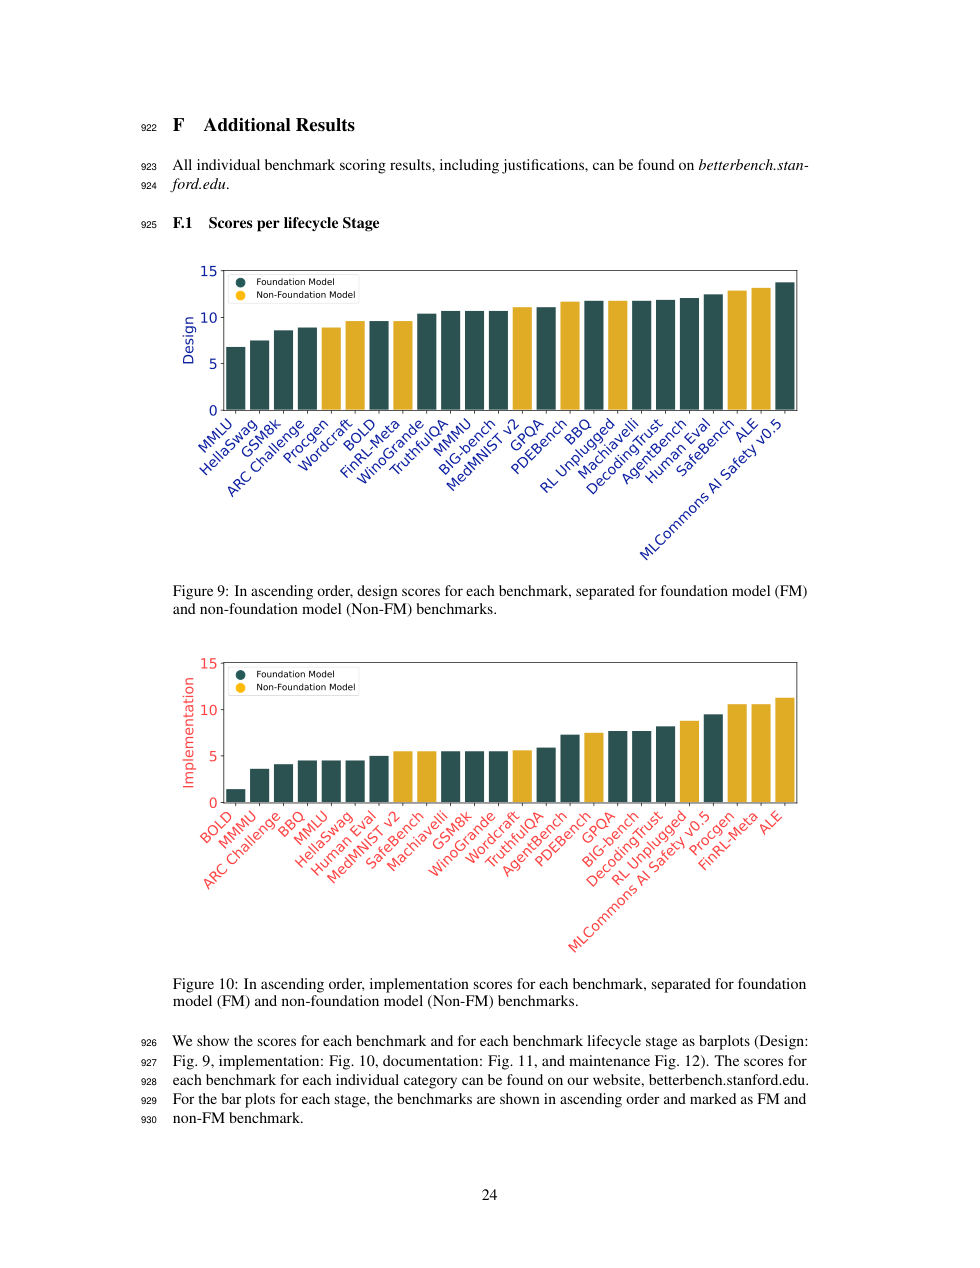 922 F Additional Results
923 All individual benchmark scoring results, including justifications, can be found on betterbench.stan-
924 ford.edu.
925 F.1 Scores per lifecycle Stage
15
10
5
0
Design
Foundation Model
Non-Foundation Model
MMLU
HellaSwag
GSM8k
ARC Challenge
Procgen
Wordcraft
BOLD
FinRL-Meta
WinoGrande
TruthfulQA
MMMU
BIG-bench
MedMNIST v2
GPQA
PDEBench
BBQ
RL Unplugged
Machiavelli
DecodingTrust
AgentBench
Human Eval
SafeBench
ALE
MLCommons AI Safety v0.5
Figure 9: In ascending order, design scores for each benchmark, separated for foundation model (FM)
and non-foundation model (Non-FM) benchmarks.
15
10
5
0
Implementation
Foundation Model
Non-Foundation Model
BOLD
MMMU
ARC Challenge
BBQ
MMLU
HellaSwag
Human Eval
MedMNIST v2
SafeBench
Machiavelli
GSM8k
WinoGrande
Wordcraft
TruthfulQA
AgentBench
PDEBench
GPQA
BIG-bench
DecodingTrust
RL Unplugged
MLCommons AI Safety v0.5
Procgen
FinRL-Meta
ALE
Figure 10: In ascending order, implementation scores for each benchmark, separated for foundation
model (FM) and non-foundation model (Non-FM) benchmarks.
926 We show the scores for each benchmark and for each benchmark lifecycle stage as barplots (Design:
927 Fig. 9, implementation: Fig. 10, documentation: Fig. 11, and maintenance Fig. 12). The scores for
928 each benchmark for each individual category can be found on our website, betterbench.stanford.edu.
929 For the bar plots for each stage, the benchmarks are shown in ascending order and marked as FM and
930 non-FM benchmark.
24